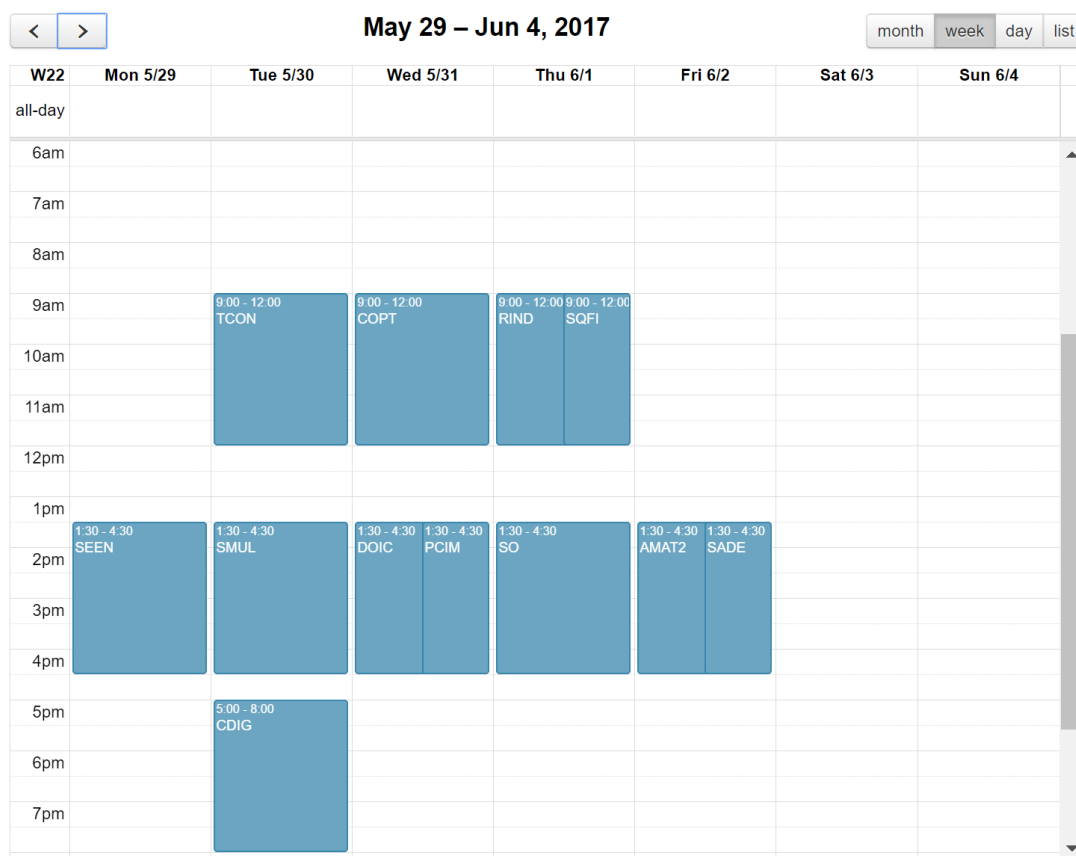 May 29 – Jun 4, 2017
month week day list
W22 Mon 5/29 Tue 5/30 Wed 5/31 Thu 6/1 Fri 6/2 Sat 6/3 Sun 6/4
all-day
6am
7am
8am
9am
9:00 - 12:00
TCON
9:00 - 12:00
COPT
9:00 - 12:00
RIND
9:00 - 12:00
SQFI
10am
11am
12pm
1pm
1:30 - 4:30
SEEN
1:30 - 4:30
SMUL
1:30 - 4:30
DOIC
1:30 - 4:30
PCIM
1:30 - 4:30
SO
1:30 - 4:30
AMAT2
1:30 - 4:30
SADE
2pm
3pm
4pm
5pm
5:00 - 8:00
CDIG
6pm
7pm